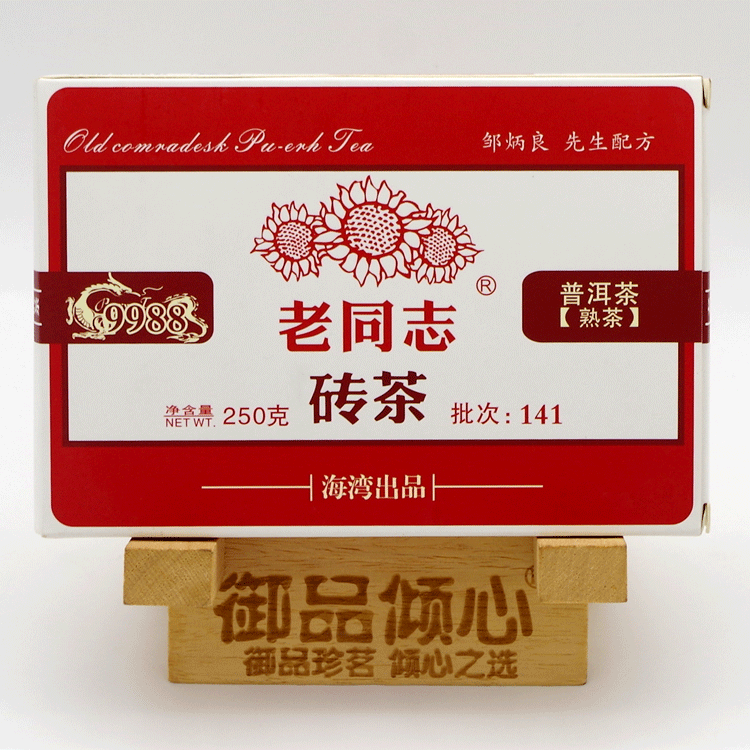 Old comradesk Pu-erh Tea
邹炳良 先生配方
®
9988
老同志
普洱茶
【熟茶】
净含量
NET WT. 250克
砖茶
批次: 141
海湾出品
御品倾心
御品珍茗 倾心之选